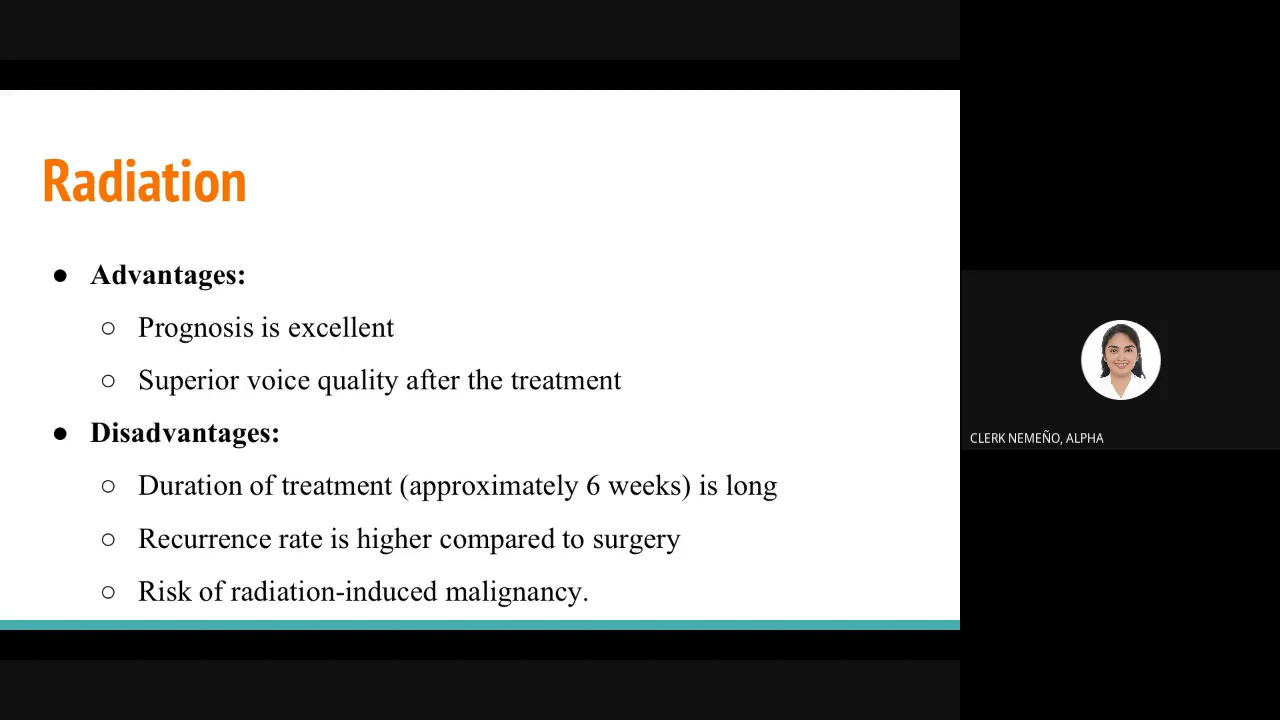 Radiation
● Advantages:
○ Prognosis is excellent
○ Superior voice quality after the treatment
● Disadvantages:
○ Duration of treatment (approximately 6 weeks) is long
○ Recurrence rate is higher compared to surgery
○ Risk of radiation-induced malignancy.
CLERK NEMEÑO, ALPHA